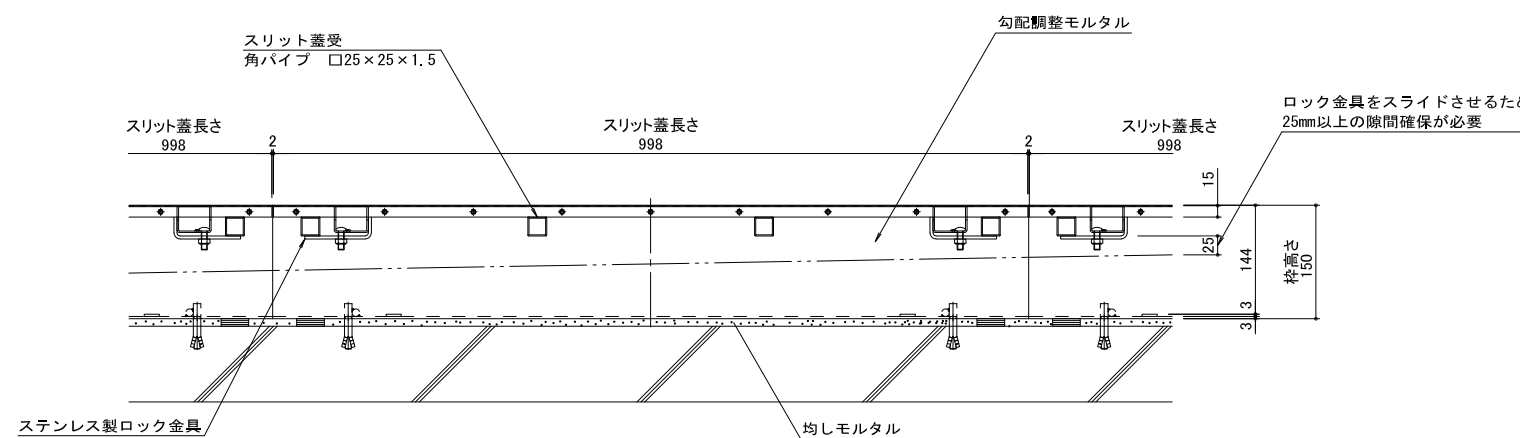 勾配調整モルタル
スリット蓋受
角パイプ □25×25×1.5
ロック金具をスライドさせるため
25mm以上の隙間確保が必要
スリット蓋長さ
998
2
スリット蓋長さ
998
2
スリット蓋長さ
998
15
25
144
枠高さ
150
3
3
ステンレス製ロック金具
均しモルタル